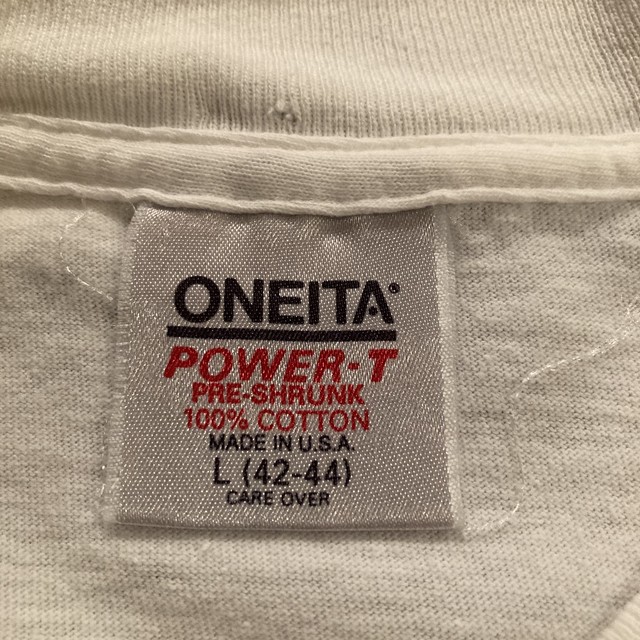 ONEITA®
POWER-T
PRE-SHRUNK
100% COTTON
MADE IN U.S.A.
L (42-44)
CARE OVER